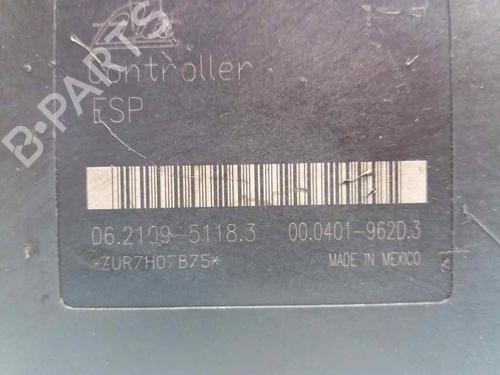 Controller
ESP
06.2109-5118.3 00.0401-962D.3
*ZUR7H07B75* MADE IN MEXICO
B-PARTS